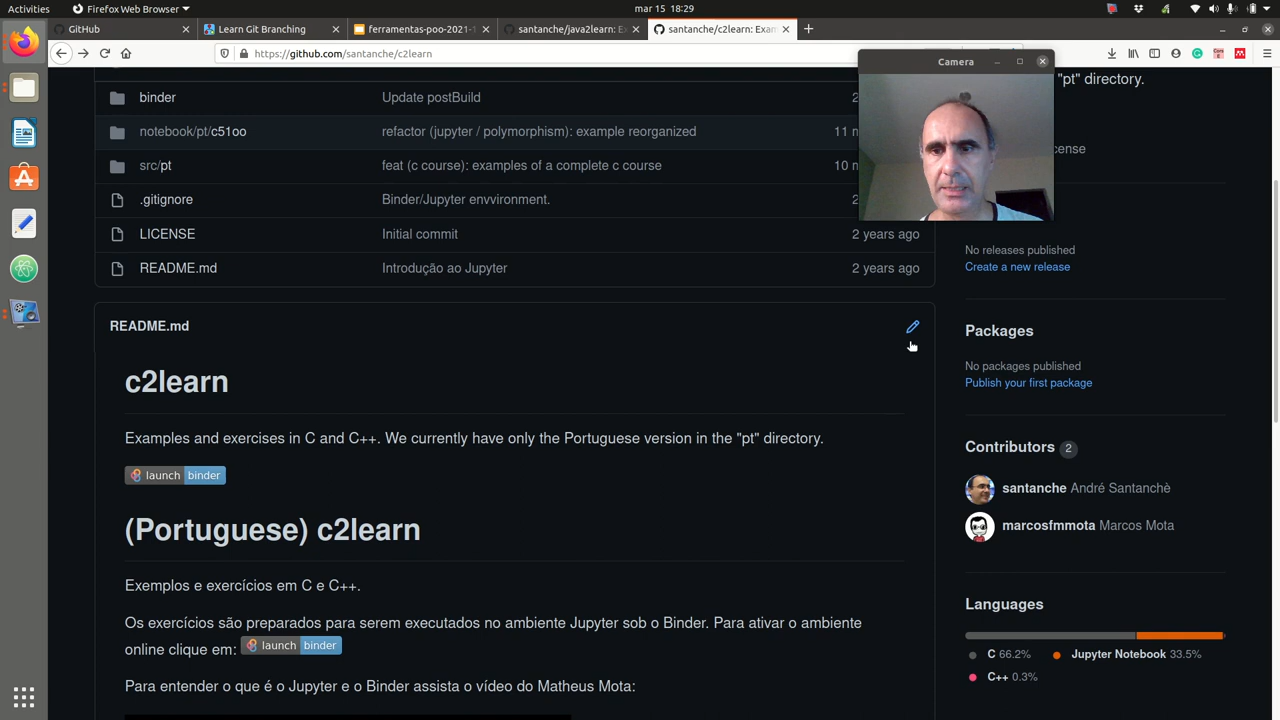 Activities
Firefox Web Browser
mar 15 18:29
GitHub
Learn Git Branching
ferramentas-poo-2021-1
santanche/java2learn: E
santanche/c2learn: Exam
https://github.com/santanche/c2learn
Camera
"pt" directory.
binder
Update postBuild
2
notebook/pt/c51oo
refactor (jupyter / polymorphism): example reorganized
11 m
cense
src/pt
feat (c course): examples of a complete c course
10 m
.gitignore
Binder/Jupyter envvironment.
2
LICENSE
Initial commit
2 years ago
README.md
Introdução ao Jupyter
2 years ago
No releases published
Create a new release
README.md
Packages
No packages published
Publish your first package
c2learn
Examples and exercises in C and C++. We currently have only the Portuguese version in the "pt" directory.
launch binder
Contributors 2
santanche André Santanchè
marcosfmmota Marcos Mota
(Portuguese) c2learn
Exemplos e exercícios em C e C++.
Os exercícios são preparados para serem executados no ambiente Jupyter sob o Binder. Para ativar o ambiente
online clique em: launch binder
Para entender o que é o Jupyter e o Binder assista o vídeo do Matheus Mota:
Languages
C 66.2%
Jupyter Notebook 33.5%
C++ 0.3%